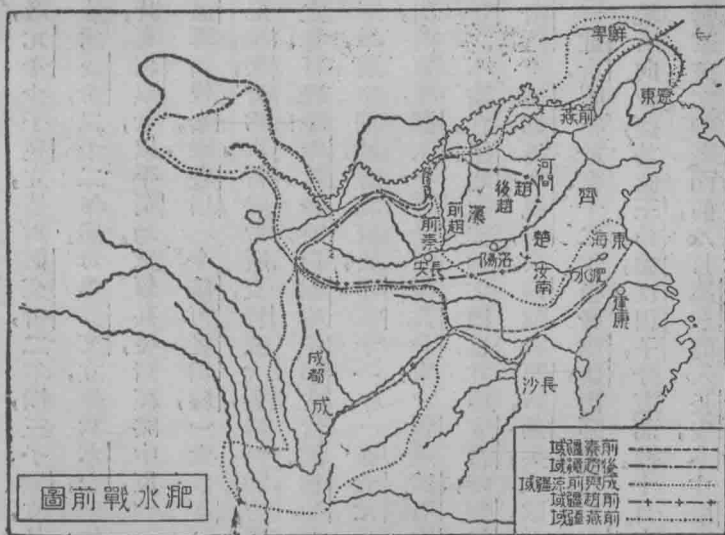 鮮卑
遼東
前燕
河間
趙
後趙
漢
前趙
前秦
齊
楚
洛陽
長安
東海
淝水
汝南
建康
成都
成
長沙
前秦疆域
後趙疆域
成與前涼疆域
前趙疆域
前燕疆域
淝水戰前圖